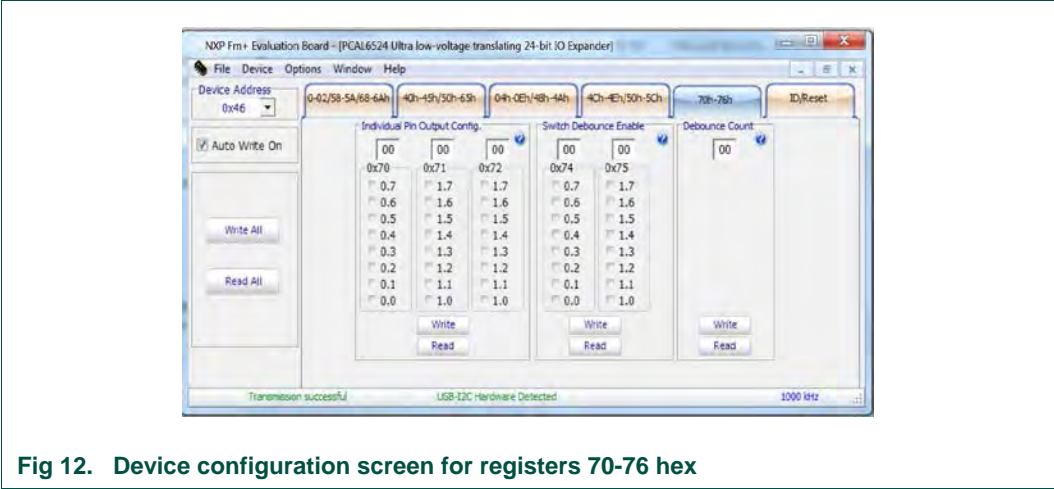 NXP Fm+ Evaluation Board - [PCAL6524 Ultra low-voltage translating 24-bit IO Expander]
File Device Options Window Help
Device Address
0x46
Auto Write On
Write All
Read All
0-02/58-5A/68-6Ah 40h-45h/50h-65h 04h-0Eh/48h-4Ah 4Ch-4Eh/50h-5Ch 70h-76h ID/Reset
Individual Pin Output Config. Switch Debounce Enable Debounce Count
00 00 00 00 00 00
0x70 0x71 0x72 0x74 0x75
0.7 1.7 1.7 0.7 1.7
0.6 1.6 1.6 0.6 1.6
0.5 1.5 1.5 0.5 1.5
0.4 1.4 1.4 0.4 1.4
0.3 1.3 1.3 0.3 1.3
0.2 1.2 1.2 0.2 1.2
0.1 1.1 1.1 0.1 1.1
0.0 1.0 1.0 0.0 1.0
Write Write Write
Read Read Read
Transmission successful USB-I2C Hardware Detected 1000 kHz
Fig 12. Device configuration screen for registers 70-76 hex